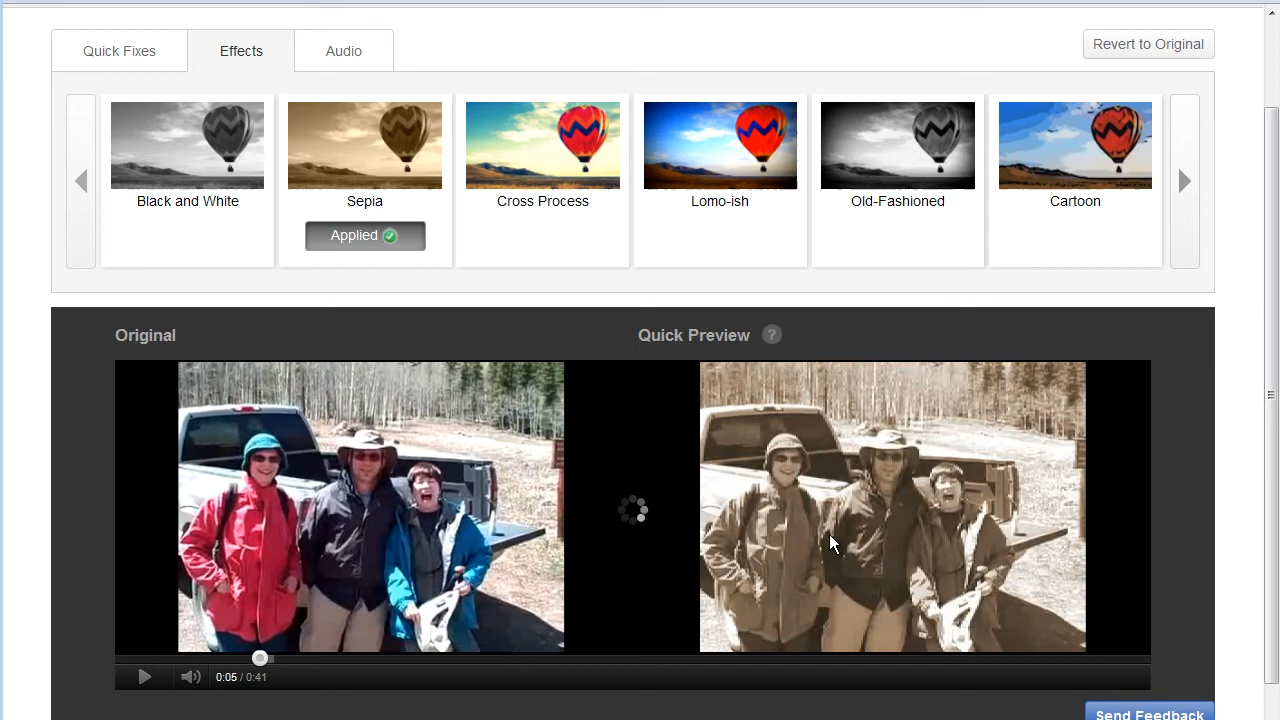 Quick Fixes
Effects
Audio
Revert to Original
Black and White
Sepia
Cross Process
Lomo-ish
Old-Fashioned
Cartoon
Applied
Original
Quick Preview ?
0:05 / 0:41
Send Feedback